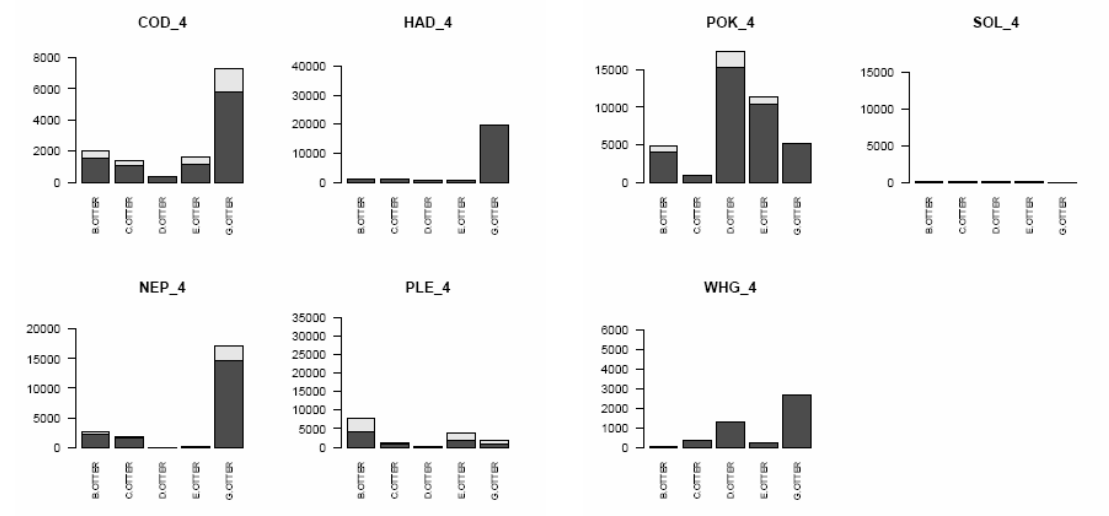 COD_4
8000
6000
4000
2000
0
B.OTTER
C.OTTER
D.OTTER
E.OTTER
G.OTTER
HAD_4
40000
30000
20000
10000
0
B.OTTER
C.OTTER
D.OTTER
E.OTTER
G.OTTER
POK_4
15000
10000
5000
0
B.OTTER
C.OTTER
D.OTTER
E.OTTER
G.OTTER
SOL_4
15000
10000
5000
0
B.OTTER
C.OTTER
D.OTTER
E.OTTER
G.OTTER
NEP_4
20000
15000
10000
5000
0
B.OTTER
C.OTTER
D.OTTER
E.OTTER
G.OTTER
PLE_4
35000
30000
25000
20000
15000
10000
5000
0
B.OTTER
C.OTTER
D.OTTER
E.OTTER
G.OTTER
WHG_4
6000
5000
4000
3000
2000
1000
0
B.OTTER
C.OTTER
D.OTTER
E.OTTER
G.OTTER